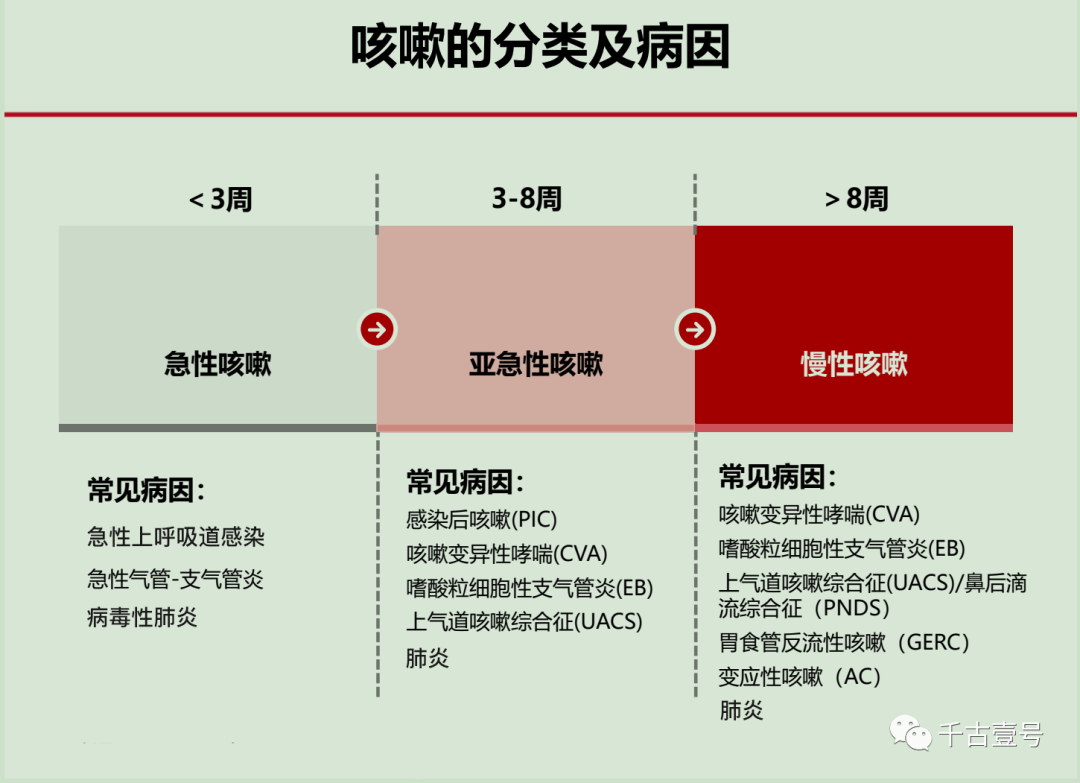 咳嗽的分类及病因
＜3周
3-8周
＞8周
急性咳嗽
亚急性咳嗽
慢性咳嗽
常见病因：
急性上呼吸道感染
急性气管-支气管炎
病毒性肺炎
常见病因：
感染后咳嗽(PIC)
咳嗽变异性哮喘(CVA)
嗜酸粒细胞性支气管炎(EB)
上气道咳嗽综合征(UACS)
肺炎
常见病因：
咳嗽变异性哮喘(CVA)
嗜酸粒细胞性支气管炎(EB)
上气道咳嗽综合征(UACS)/鼻后滴
流综合征（PNDS）
胃食管反流性咳嗽（GERC）
变应性咳嗽（AC）
肺炎
千古壹号